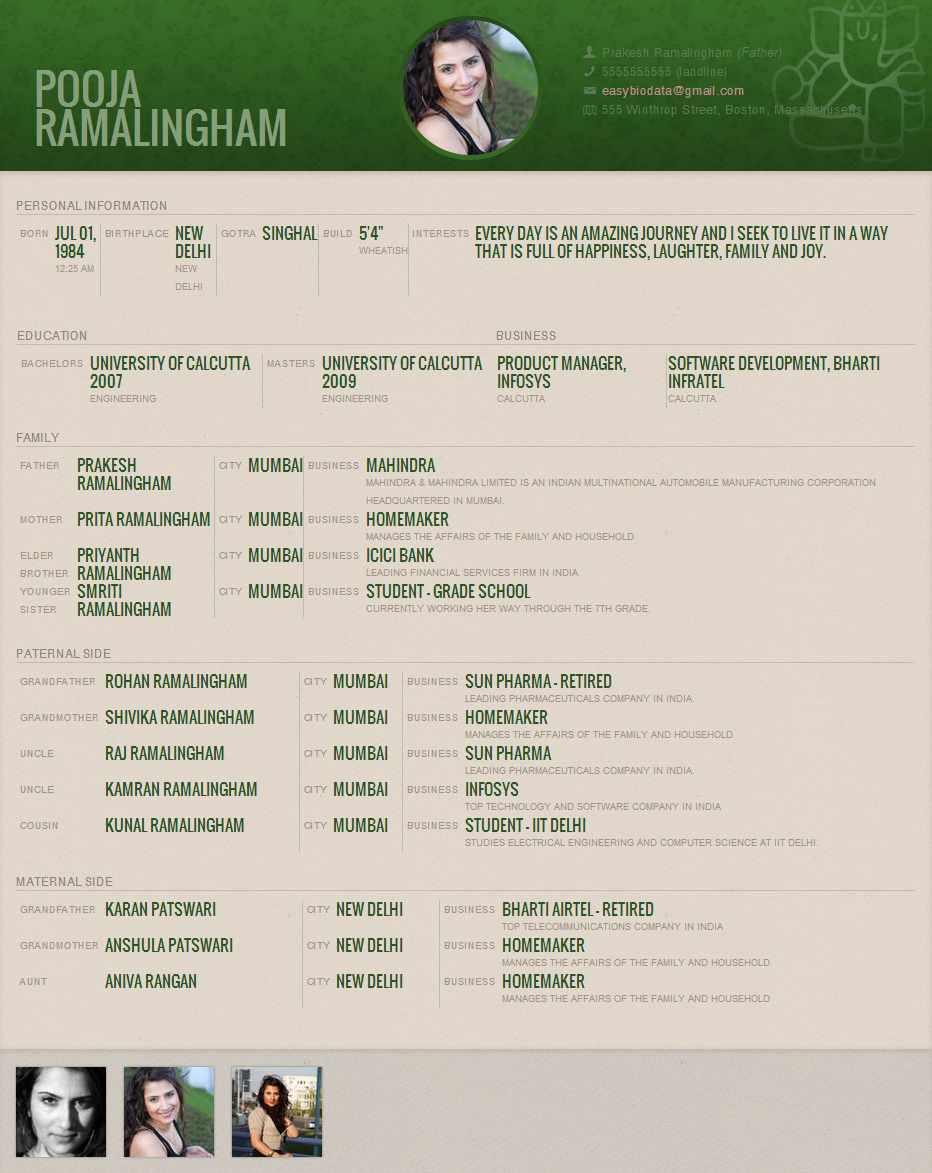 POOJA
RAMALINGHAM
Prakesh Ramalingham (Father)
5555555555 (landline)
easybiodata@gmail.com
555 Winthrop Street, Boston, Massachusetts
PERSONAL INFORMATION
BORN JUL 01, BIRTHPLACE NEW GOTRA SINGHAL BUILD 5'4" INTERESTS EVERY DAY IS AN AMAZING JOURNEY AND I SEEK TO LIVE IT IN A WAY
1984 DELHI WHEATISH THAT IS FULL OF HAPPINESS, LAUGHTER, FAMILY AND JOY.
12:25 AM NEW
DELHI
EDUCATION BUSINESS
BACHELORS UNIVERSITY OF CALCUTTA MASTERS UNIVERSITY OF CALCUTTA PRODUCT MANAGER, SOFTWARE DEVELOPMENT, BHARTI
2007 2009 INFOSYS INFRATEL
ENGINEERING ENGINEERING CALCUTTA CALCUTTA
FAMILY
FATHER PRAKESH CITY MUMBAI BUSINESS MAHINDRA
RAMALINGHAM MAHINDRA & MAHINDRA LIMITED IS AN INDIAN MULTINATIONAL AUTOMOBILE MANUFACTURING CORPORATION
HEADQUARTERED IN MUMBAI.
MOTHER PRITA RAMALINGHAM CITY MUMBAI BUSINESS HOMEMAKER
MANAGES THE AFFAIRS OF THE FAMILY AND HOUSEHOLD
ELDER PRIYANTH CITY MUMBAI BUSINESS ICICI BANK
BROTHER RAMALINGHAM LEADING FINANCIAL SERVICES FIRM IN INDIA
YOUNGER SMRITI CITY MUMBAI BUSINESS STUDENT - GRADE SCHOOL
SISTER RAMALINGHAM CURRENTLY WORKING HER WAY THROUGH THE 7TH GRADE.
PATERNAL SIDE
GRANDFATHER ROHAN RAMALINGHAM CITY MUMBAI BUSINESS SUN PHARMA - RETIRED
LEADING PHARMACEUTICALS COMPANY IN INDIA.
GRANDMOTHER SHIVIKA RAMALINGHAM CITY MUMBAI BUSINESS HOMEMAKER
MANAGES THE AFFAIRS OF THE FAMILY AND HOUSEHOLD
UNCLE RAJ RAMALINGHAM CITY MUMBAI BUSINESS SUN PHARMA
LEADING PHARMACEUTICALS COMPANY IN INDIA.
UNCLE KAMRAN RAMALINGHAM CITY MUMBAI BUSINESS INFOSYS
TOP TECHNOLOGY AND SOFTWARE COMPANY IN INDIA
COUSIN KUNAL RAMALINGHAM CITY MUMBAI BUSINESS STUDENT - IIT DELHI
STUDIES ELECTRICAL ENGINEERING AND COMPUTER SCIENCE AT IIT DELHI.
MATERNAL SIDE
GRANDFATHER KARAN PATSWARI CITY NEW DELHI BUSINESS BHARTI AIRTEL - RETIRED
TOP TELECOMMUNICATIONS COMPANY IN INDIA
GRANDMOTHER ANSHULA PATSWARI CITY NEW DELHI BUSINESS HOMEMAKER
MANAGES THE AFFAIRS OF THE FAMILY AND HOUSEHOLD
AUNT ANIVA RANGAN CITY NEW DELHI BUSINESS HOMEMAKER
MANAGES THE AFFAIRS OF THE FAMILY AND HOUSEHOLD